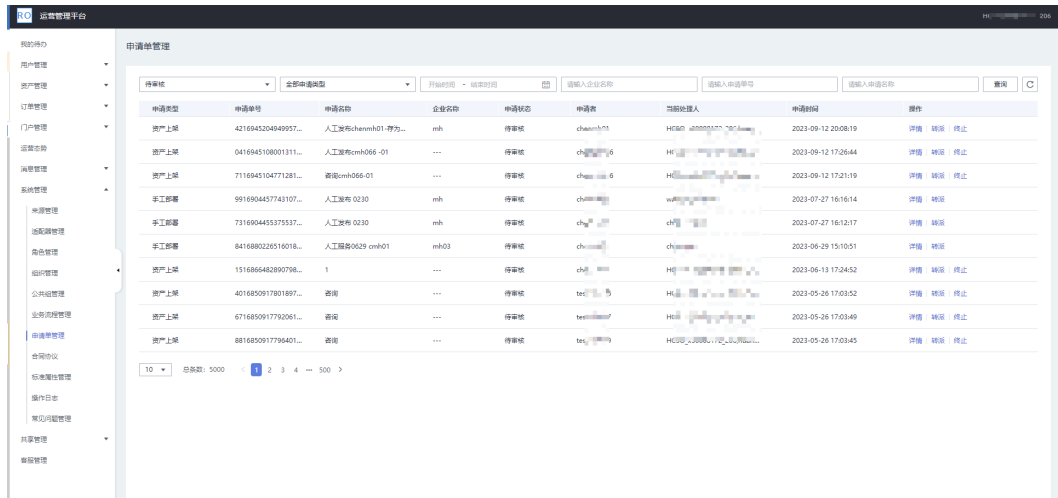 RO 运营管理平台
206
我的待办
用户管理
资产管理
订单管理
门户管理
运营态势
消息管理
系统管理
来源管理
适配器管理
角色管理
组织管理
公共组管理
业务流程管理
申请单管理
合同协议
标准属性管理
操作日志
常见问题管理
共享管理
客服管理
申请单管理
待审核 全部申请类型 开始时间 - 结束时间 请输入企业名称 请输入申请单号 请输入申请名称 查询
申请类型 申请单号 申请名称 企业名称 申请状态 申请者 当前处理人 申请时间 操作
资产上架 4216945204949957... 人工发布chenmh01-存为... mh 待审核 2023-09-12 20:08:19 详情 转派 终止
资产上架 0416945108001311... 人工发布cmh066 -01 --- 待审核 2023-09-12 17:26:44 详情 转派 终止
资产上架 7116945104771281... 咨询cmh066-01 --- 待审核 2023-09-12 17:21:19 详情 转派 终止
手工部署 9916904457743107... 人工发布 0230 mh 待审核 2023-07-27 16:16:14 详情 转派
手工部署 7316904455375537... 人工发布 0230 mh 待审核 2023-07-27 16:12:17 详情 转派
手工部署 8416880226516018... 人工服务0629 cmh01 mh03 待审核 2023-06-29 15:10:51 详情 转派
资产上架 1516866482890798... 1 --- 待审核 2023-06-13 17:24:52 详情 转派 终止
资产上架 4016850917801897... 咨询 --- 待审核 2023-05-26 17:03:52 详情 转派 终止
资产上架 6716850917792061... 咨询 --- 待审核 2023-05-26 17:03:49 详情 转派 终止
资产上架 8816850917796401... 咨询 --- 待审核 2023-05-26 17:03:45 详情 转派 终止
10 总条数: 5000 < 1 2 3 4 ... 500 >